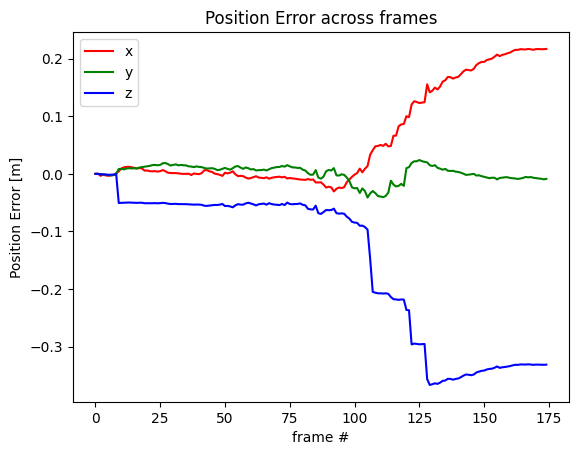 Position Error across frames
x
y
z
Position Error [m]
0.2
0.1
0.0
−0.1
−0.2
−0.3
0
25
50
75
100
125
150
175
frame #